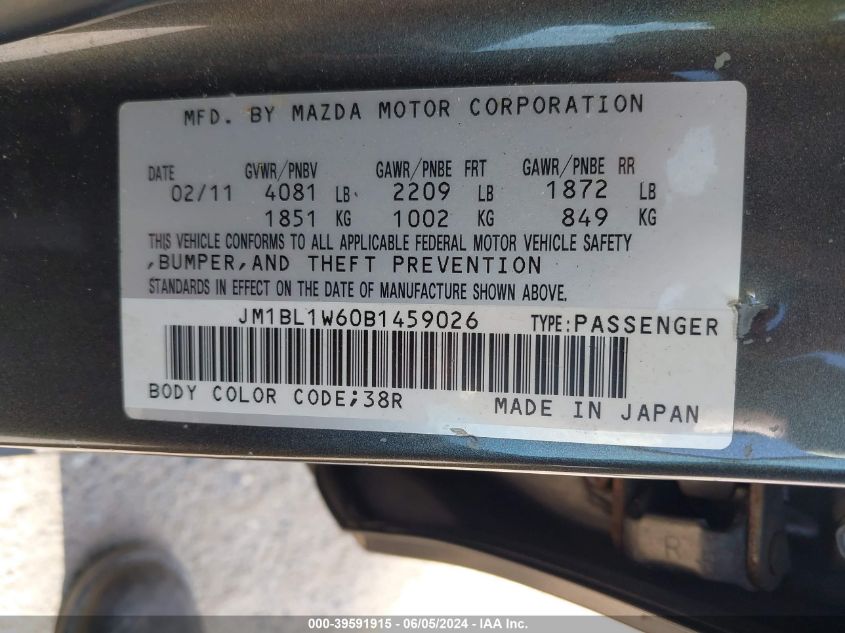 MFD. BY MAZDA MOTOR CORPORATION
DATE GVWR/PNBV GAWR/PNBE FRT GAWR/PNBE RR
02/11 4081 LB 2209 LB 1872 LB
1851 KG 1002 KG 849 KG
THIS VEHICLE CONFORMS TO ALL APPLICABLE FEDERAL MOTOR VEHICLE SAFETY
,BUMPER,AND THEFT PREVENTION
STANDARDS IN EFFECT ON THE DATE OF MANUFACTURE SHOWN ABOVE.
JM1BL1W60B1459026 TYPE:PASSENGER
BODY COLOR CODE;38R MADE IN JAPAN
R
000-39591915 - 06/05/2024 - IAA Inc.